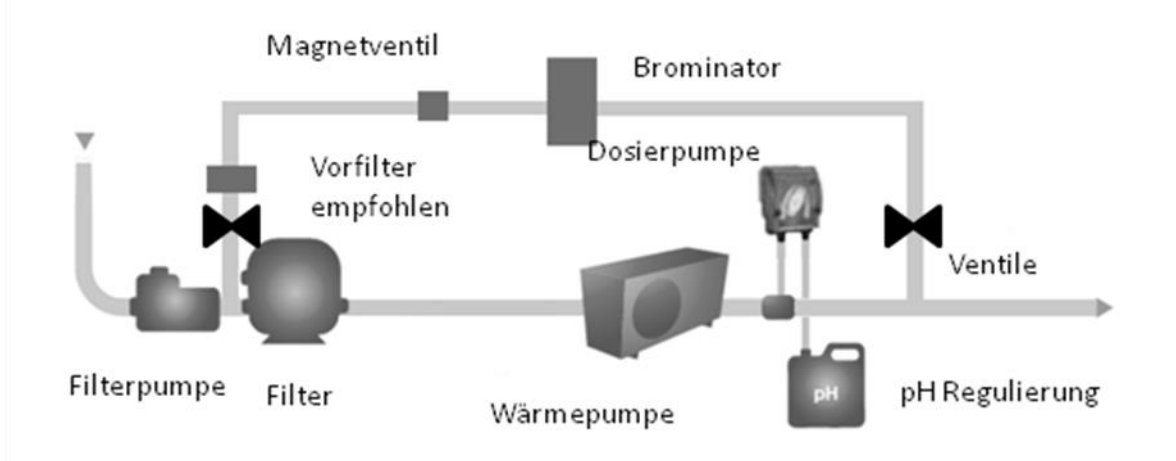 Magnetventil
Brominator
Dosierpumpe
Vorfilter
empfohlen
Ventile
Filterpumpe
Filter
Wärmepumpe
pH
pH Regulierung